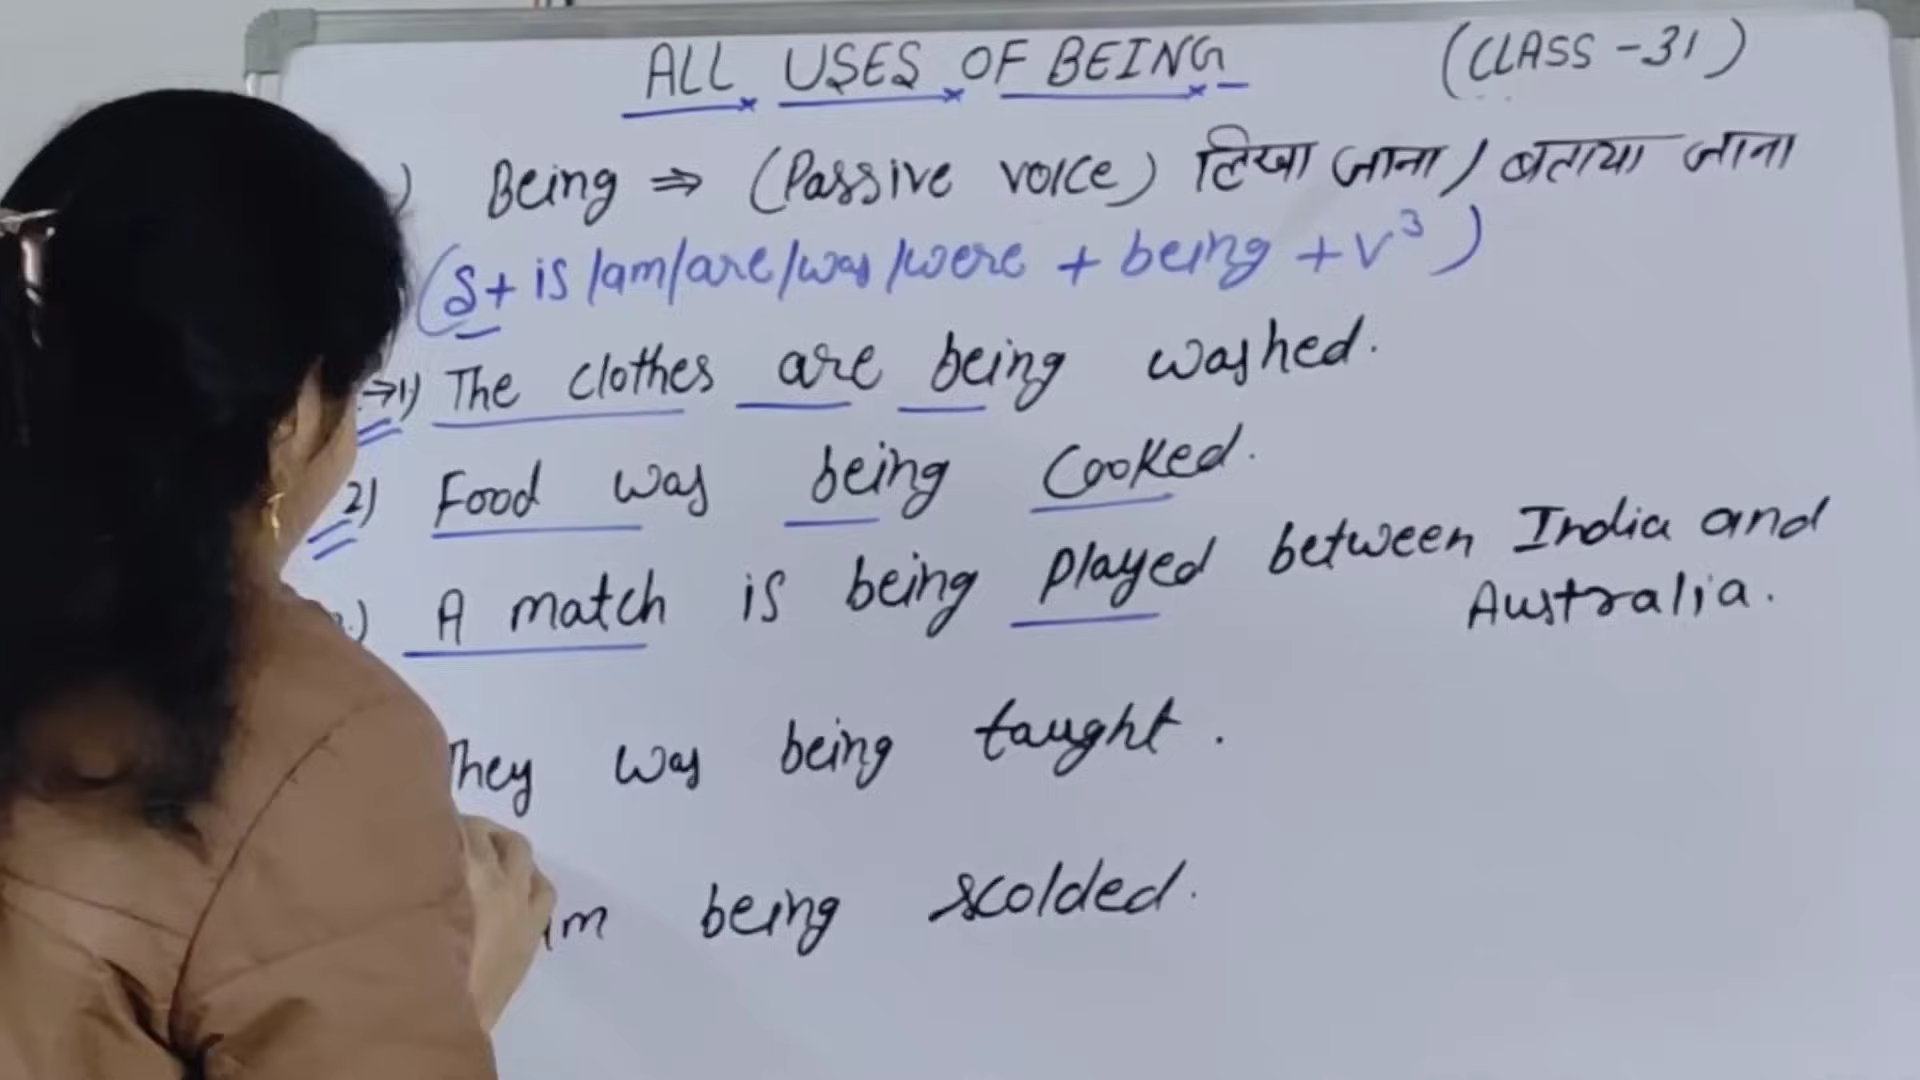 ALL USES OF BEING (CLASS -31)
) Being ⇒ (Passive voice) लिखा जाना / बताया जाना
(S + is /am/are/was/were + being + V³)
→1) The clothes are being washed.
2) Food was being Cooked.
) A match is being played between India and
Australia.
They was being taught.
am being scolded.